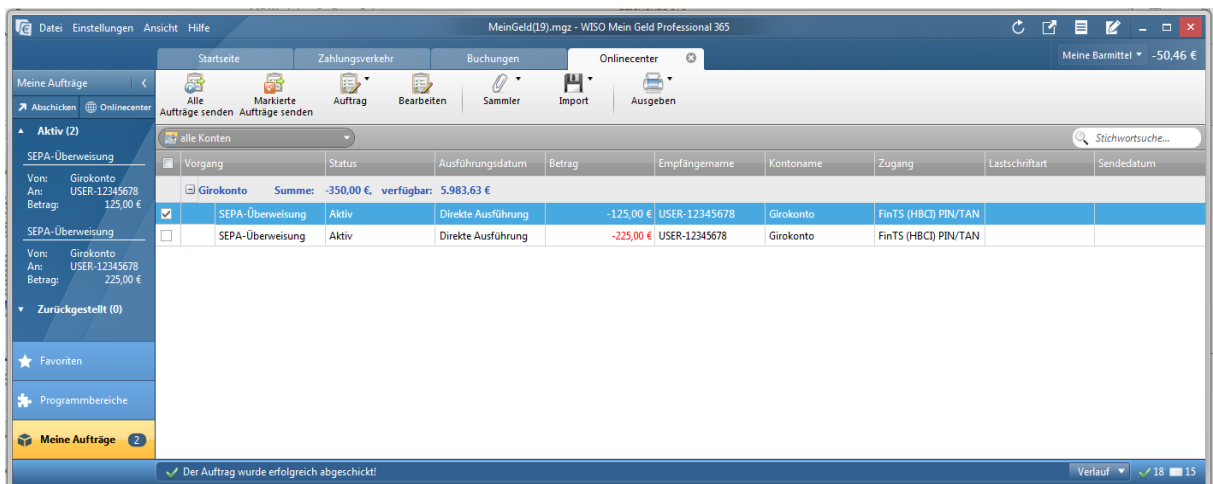 Datei Einstellungen Ansicht Hilfe MeinGeld(19).mgz - WISO Mein Geld Professional 365
Startseite Zahlungsverkehr Buchungen Onlinecenter Meine Barmittel -50,46 €
Meine Aufträge
Abschicken Onlinecenter
Alle Aufträge senden Markierte Aufträge senden Auftrag Bearbeiten Sammler Import Ausgeben
Aktiv (2)
SEPA-Überweisung
Von: Girokonto
An: USER-12345678
Betrag: 125,00 €
SEPA-Überweisung
Von: Girokonto
An: USER-12345678
Betrag: 225,00 €
Zurückgestellt (0)
Favoriten
Programmbereiche
Meine Aufträge 2
alle Konten Stichwortsuche...
Vorgang Status Ausführungsdatum Betrag Empfängername Kontoname Zugang Lastschriftart Sendedatum
Girokonto Summe: -350,00 €, verfügbar: 5.983,63 €
SEPA-Überweisung Aktiv Direkte Ausführung -125,00 € USER-12345678 Girokonto FinTS (HBCI) PIN/TAN
SEPA-Überweisung Aktiv Direkte Ausführung -225,00 € USER-12345678 Girokonto FinTS (HBCI) PIN/TAN
Der Auftrag wurde erfolgreich abgeschickt! Verlauf 18 15